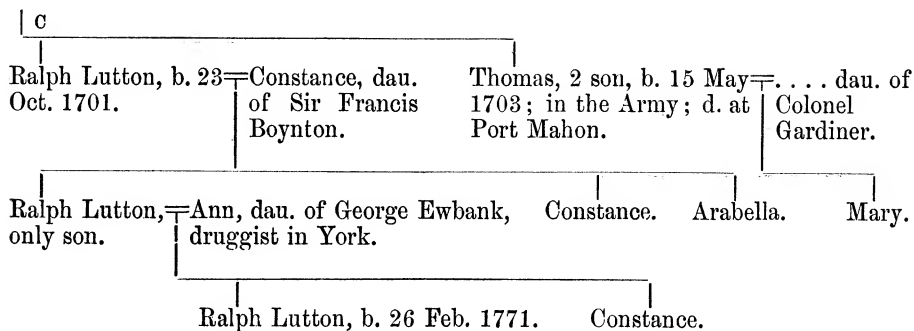 C
Ralph Lutton, b. 23=Constance, dau. Thomas, 2 son, b. 15 May=. . . . dau. of
Oct. 1701. of Sir Francis 1703; in the Army; d. at Colonel
Boynton. Port Mahon. Gardiner.
Ralph Lutton,=Ann, dau. of George Ewbank, Constance. Arabella. Mary.
only son. druggist in York.
Ralph Lutton, b. 26 Feb. 1771. Constance.